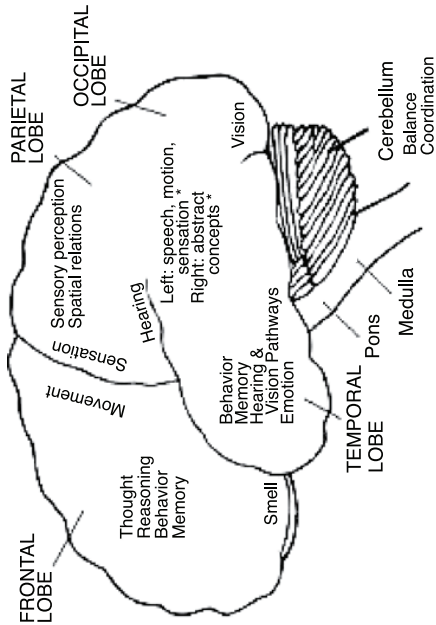 FRONTAL
LOBE
PARIETAL
LOBE
OCCIPITAL
LOBE
Thought
Reasoning
Behavior
Memory
Movement
Sensation
Sensory perception
Spatial relations
Hearing
Left: speech, motion,
sensation*
Right: abstract
concepts*
Vision
Smell
Behavior
Memory
Hearing &
Vision Pathways
Emotion
TEMPORAL
LOBE
Pons
Medulla
Cerebellum
Balance
Coordination